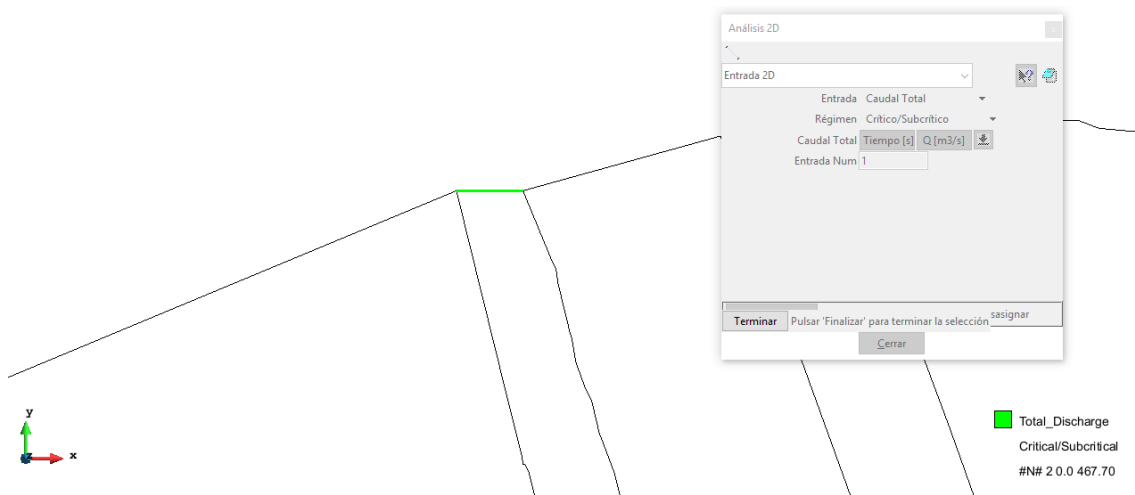 Análisis 2D
Entrada 2D
Entrada Caudal Total
Régimen Crítico/Subcrítico
Caudal Total Tiempo [s] Q [m3/s]
Entrada Num 1
Terminar Pulsar 'Finalizar' para terminar la selección sasignar
Cerrar
y
x
Total_Discharge
Critical/Subcritical
#N# 2 0.0 467.70